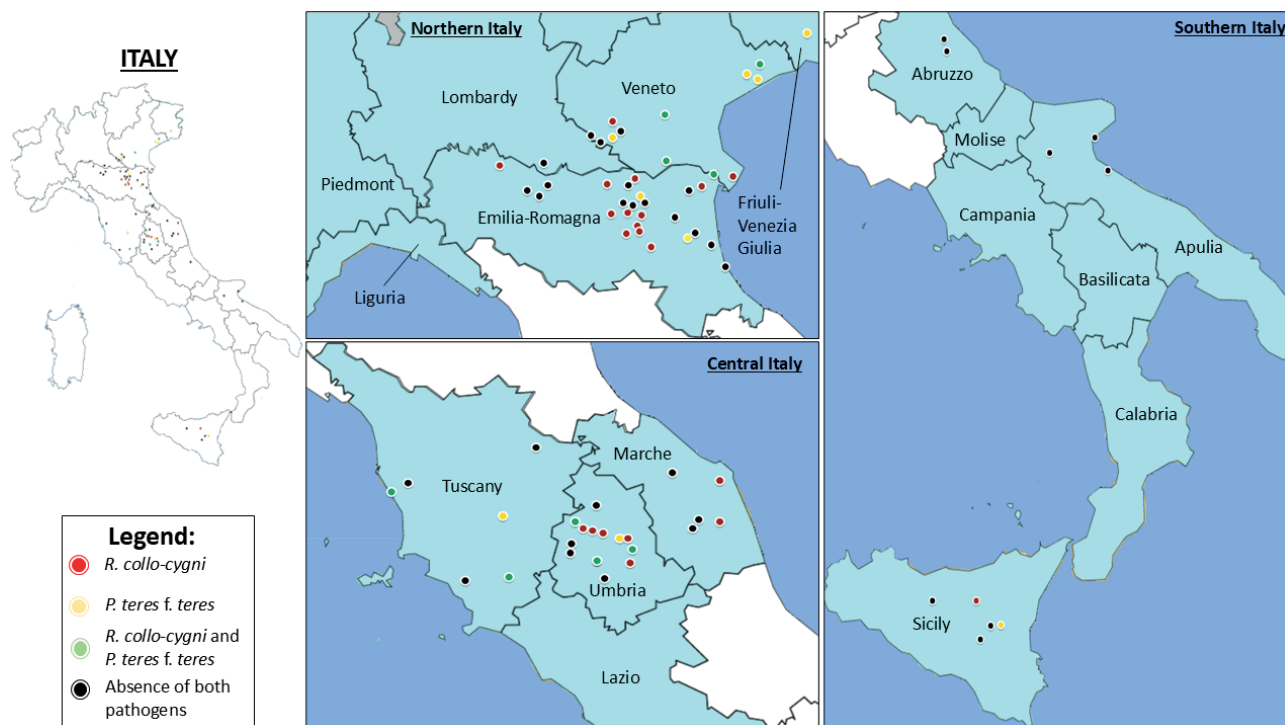 ITALY
Legend:
R. collo-cygni
P. teres f. teres
R. collo-cygni and
P. teres f. teres
Absence of both
pathogens
Northern Italy
Lombardy
Veneto
Piedmont
Emilia-Romagna
Friuli-
Venezia
Giulia
Liguria
Central Italy
Marche
Tuscany
Umbria
Lazio
Southern Italy
Abruzzo
Molise
Campania
Apulia
Basilicata
Calabria
Sicily